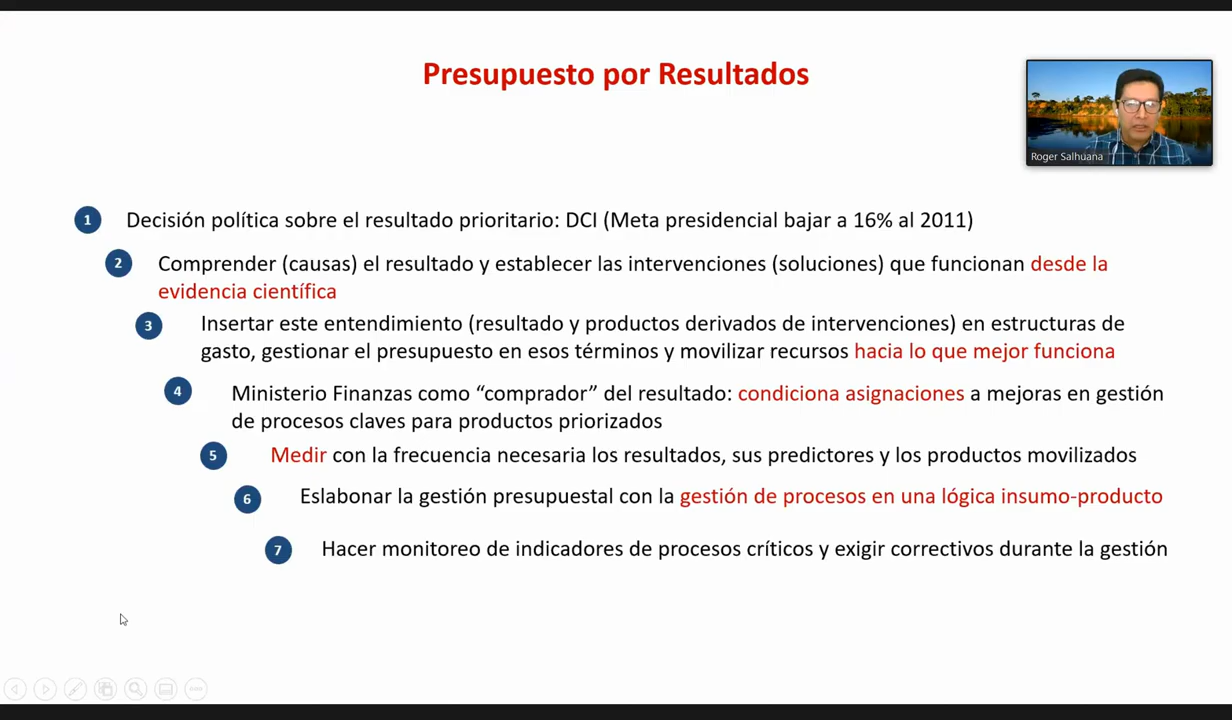 Presupuesto por Resultados
Roger Salhuana
1 Decisión política sobre el resultado prioritario: DCI (Meta presidencial bajar a 16% al 2011)
2 Comprender (causas) el resultado y establecer las intervenciones (soluciones) que funcionan desde la
evidencia científica
3 Insertar este entendimiento (resultado y productos derivados de intervenciones) en estructuras de
gasto, gestionar el presupuesto en esos términos y movilizar recursos hacia lo que mejor funciona
4 Ministerio Finanzas como “comprador” del resultado: condiciona asignaciones a mejoras en gestión
de procesos claves para productos priorizados
5 Medir con la frecuencia necesaria los resultados, sus predictores y los productos movilizados
6 Eslabonar la gestión presupuestal con la gestión de procesos en una lógica insumo-producto
7 Hacer monitoreo de indicadores de procesos críticos y exigir correctivos durante la gestión